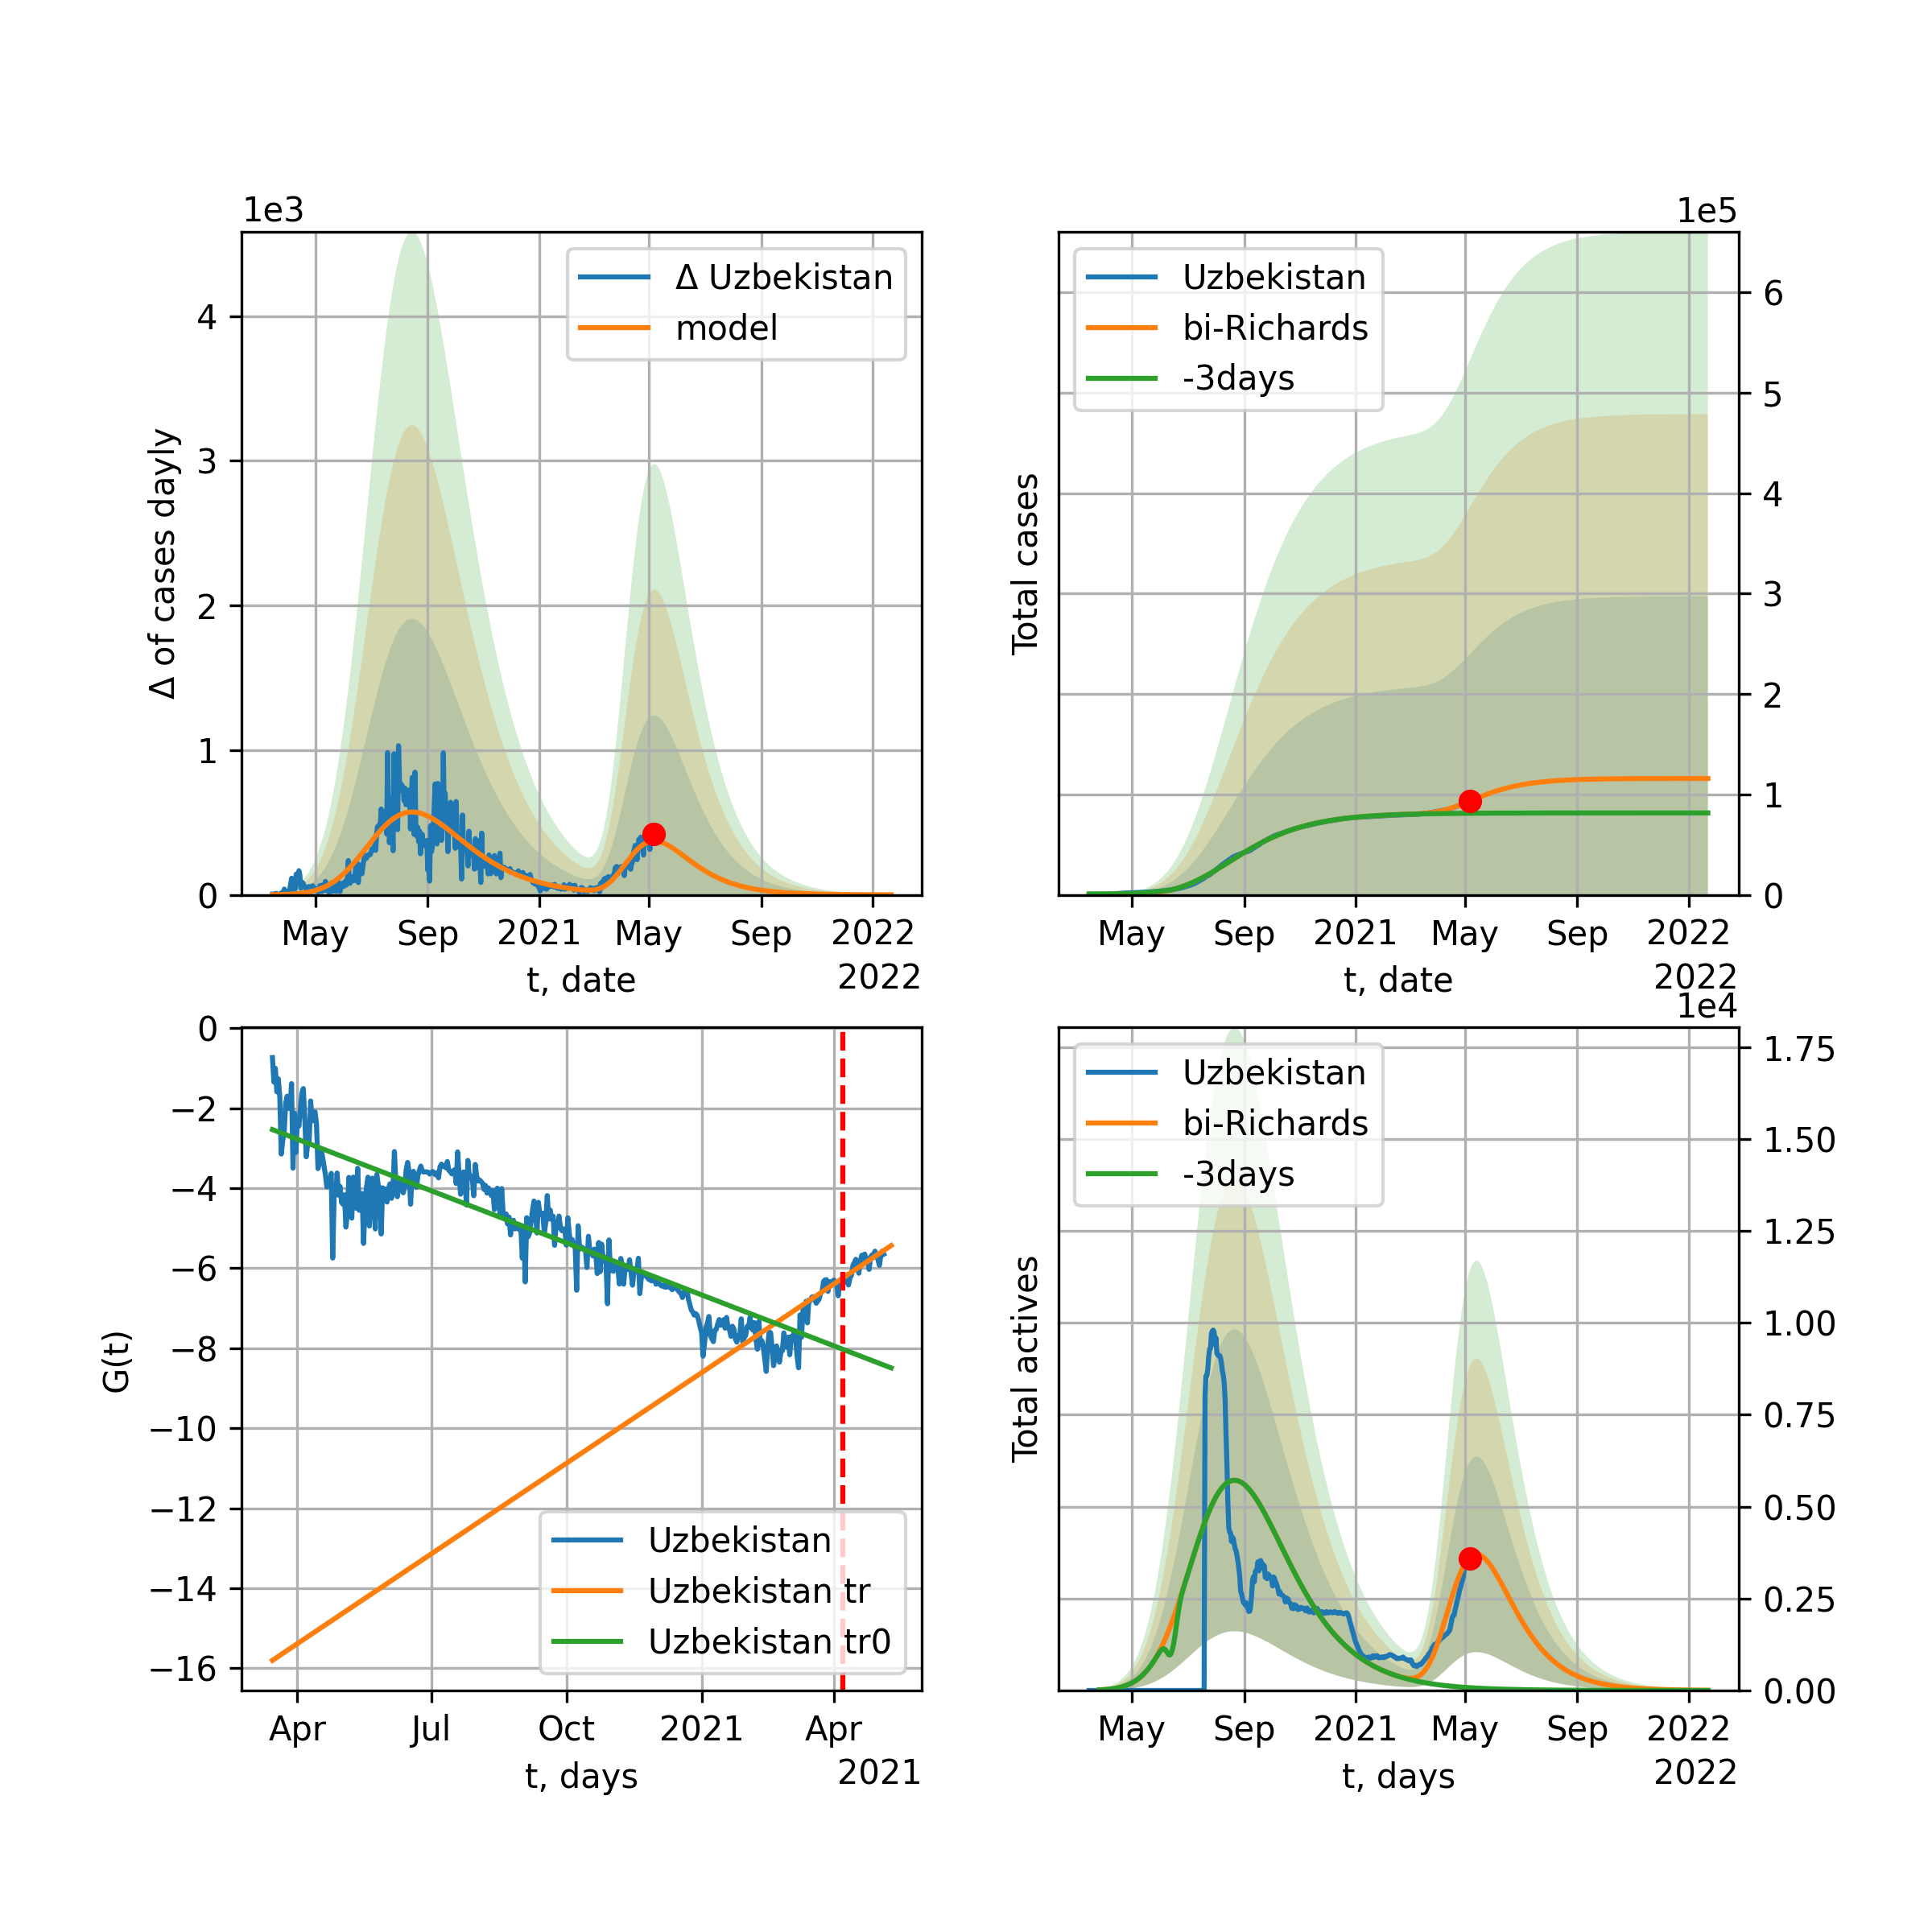 1e3
Δ of cases dayly
4
3
2
1
0
Δ Uzbekistan
model
May Sep 2021 May Sep 2022
t, date
2022
1e5
Total cases
Uzbekistan
bi-Richards
-3days
6
5
4
3
2
1
0
May Sep 2021 May Sep 2022
t, date
2022
G(t)
0
−2
−4
−6
−8
−10
−12
−14
−16
Uzbekistan
Uzbekistan tr
Uzbekistan tr0
Apr Jul Oct 2021 Apr
t, days
2021
1e4
Total actives
Uzbekistan
bi-Richards
-3days
1.75
1.50
1.25
1.00
0.75
0.50
0.25
0.00
May Sep 2021 May Sep 2022
t, days
2022